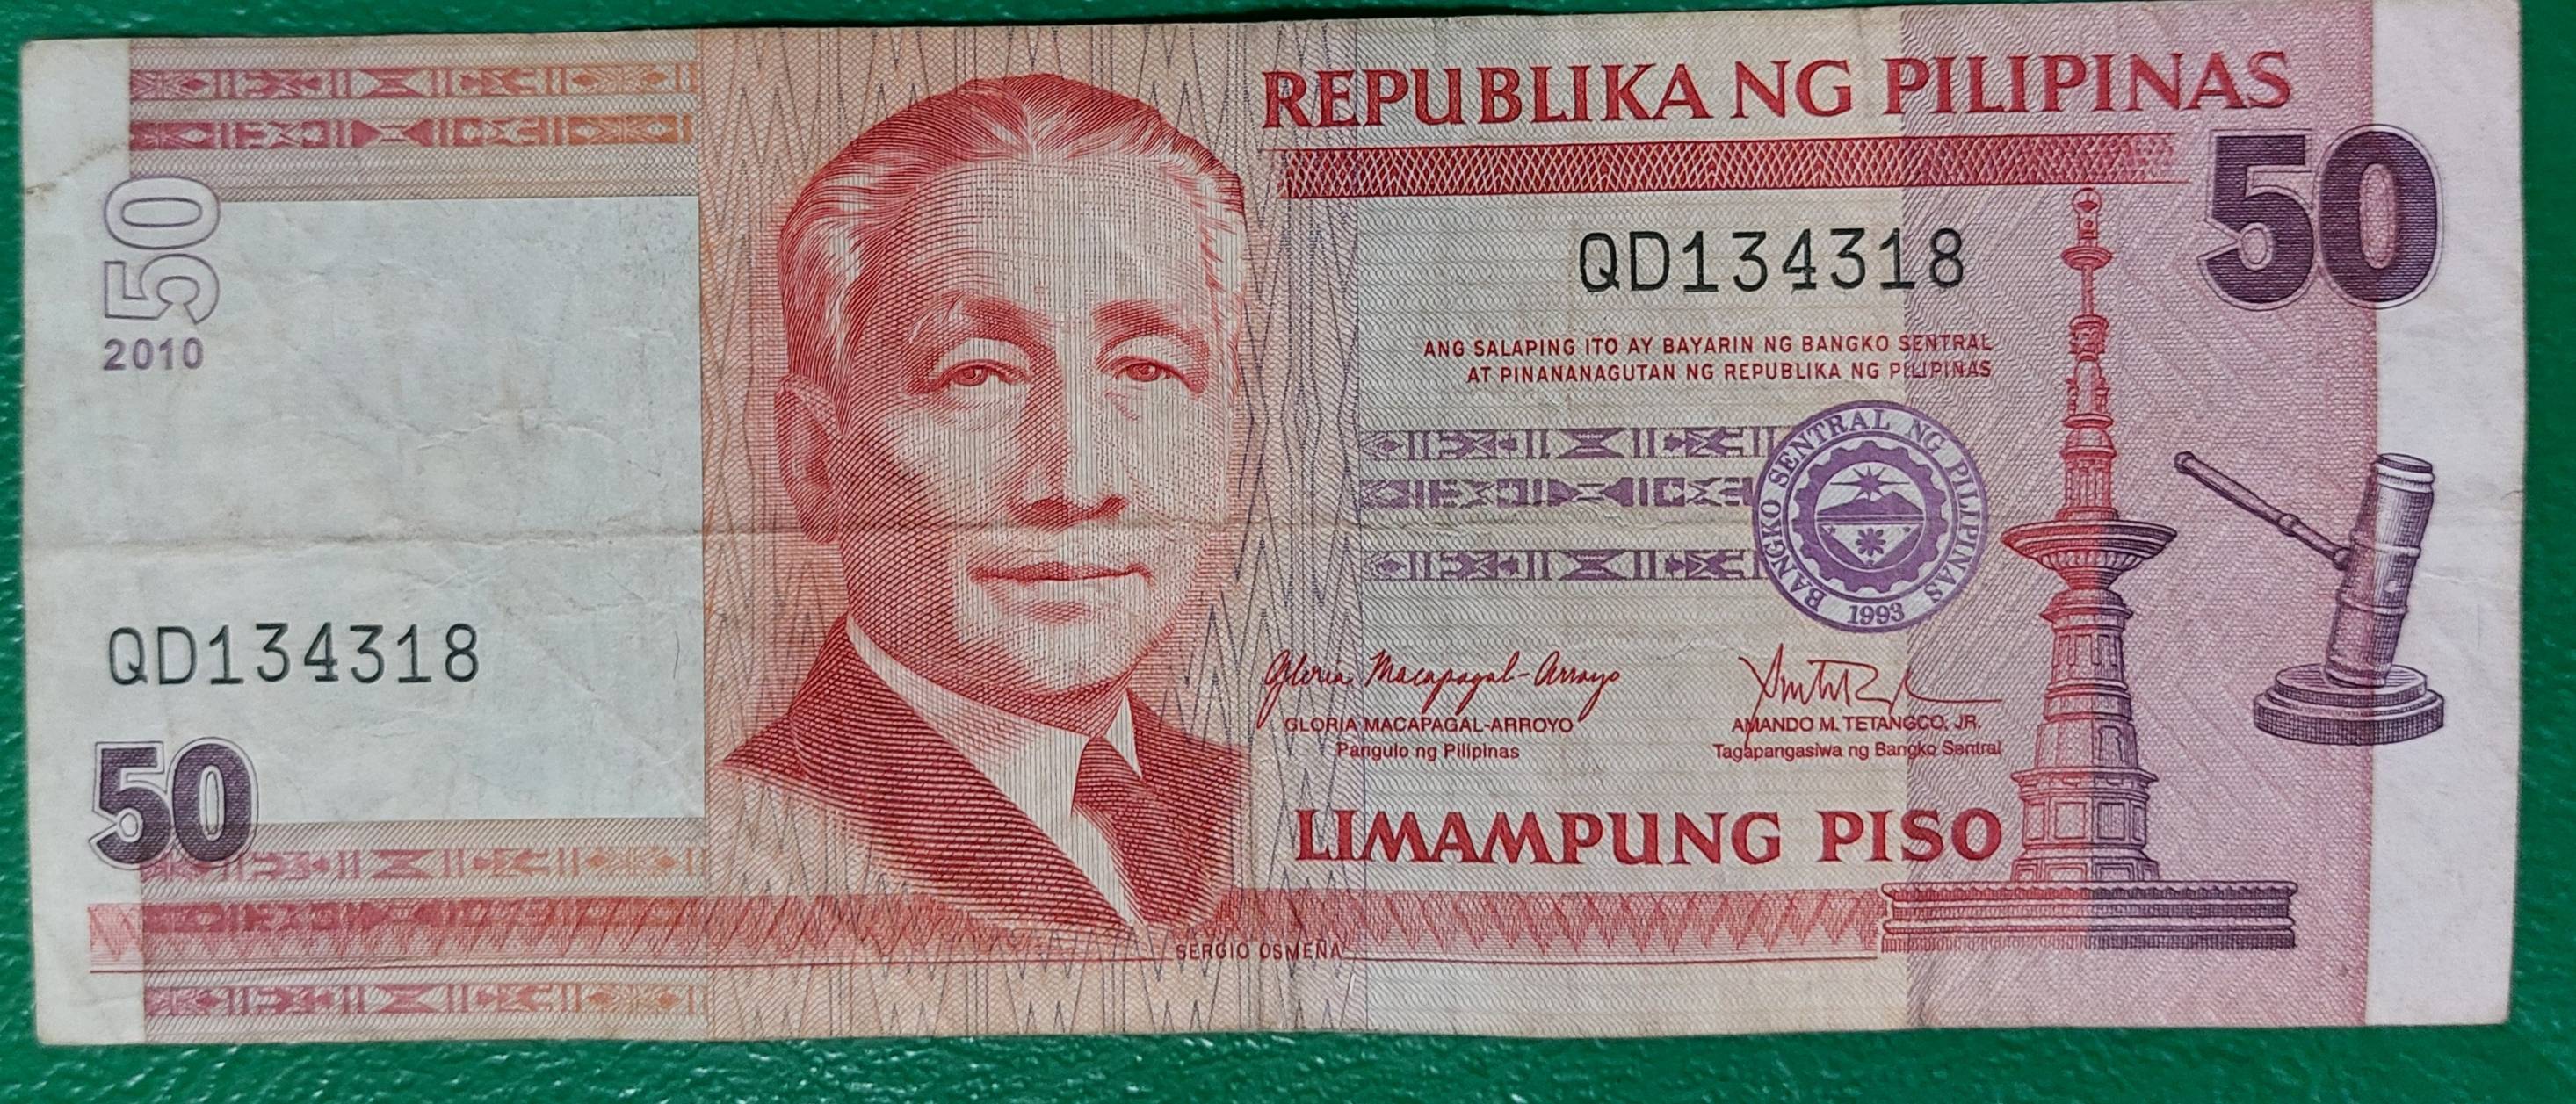 REPUBLIKA NG PILIPINAS
50
50
2010
QD134318
ANG SALAPING ITO AY BAYARIN NG BANGKO SENTRAL
AT PINANANAGUTAN NG REPUBLIKA NG PILIPINAS
BANGKO SENTRAL NG PILIPINAS
1993
QD134318
Gloria Macapagal-Arroyo
GLORIA MACAPAGAL-ARROYO
Pangulo ng Pilipinas
AMANDO M. TETANGCO, JR.
Tagapangasiwa ng Bangko Sentral
50
LIMAMPUNG PISO
SERGIO OSMEÑA